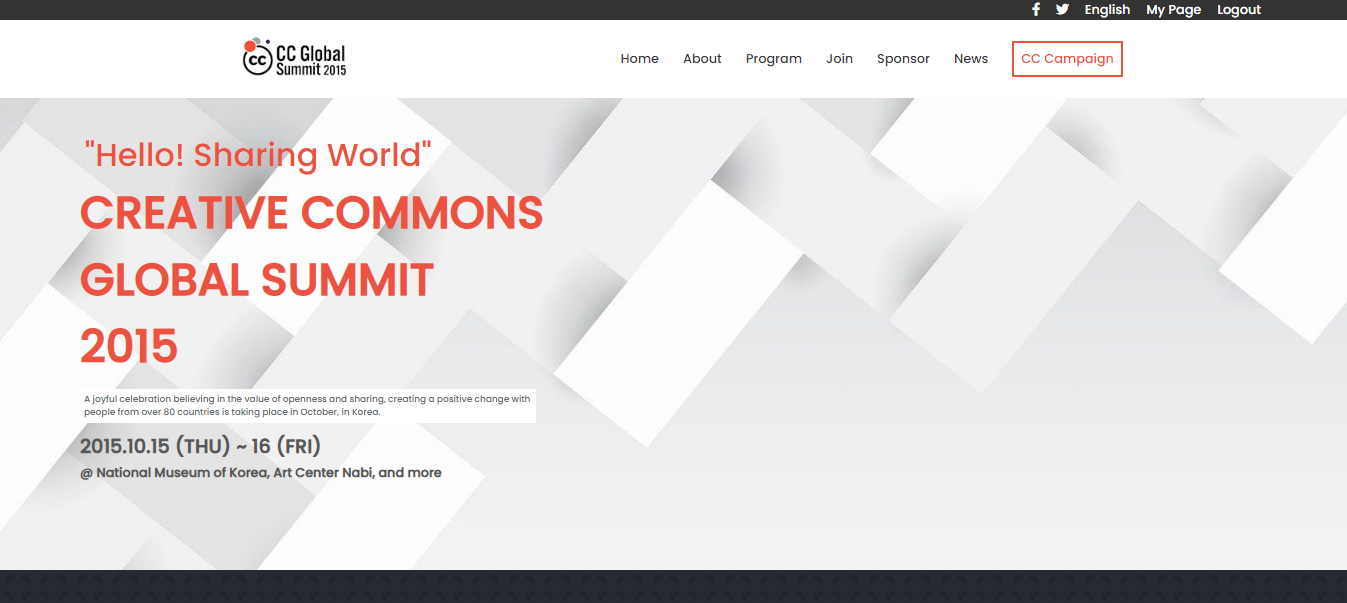 English My Page Logout
CC Global
Summit 2015
cc
Home About Program Join Sponsor News CC Campaign
"Hello! Sharing World"
CREATIVE COMMONS
GLOBAL SUMMIT
2015
A joyful celebration believing in the value of openness and sharing, creating a positive change with
people from over 80 countries is taking place in October, in Korea.
2015.10.15 (THU) ~ 16 (FRI)
@ National Museum of Korea, Art Center Nabi, and more